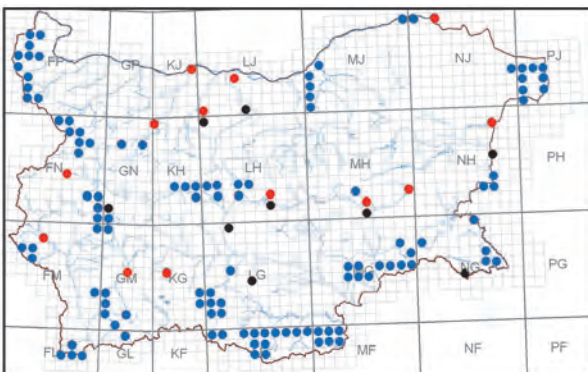 FP GP KJ LJ MJ NJ PJ
FN GN KH LH MH NH PH
FM GM KG LG NG PG
FL GL KF MF NF PF